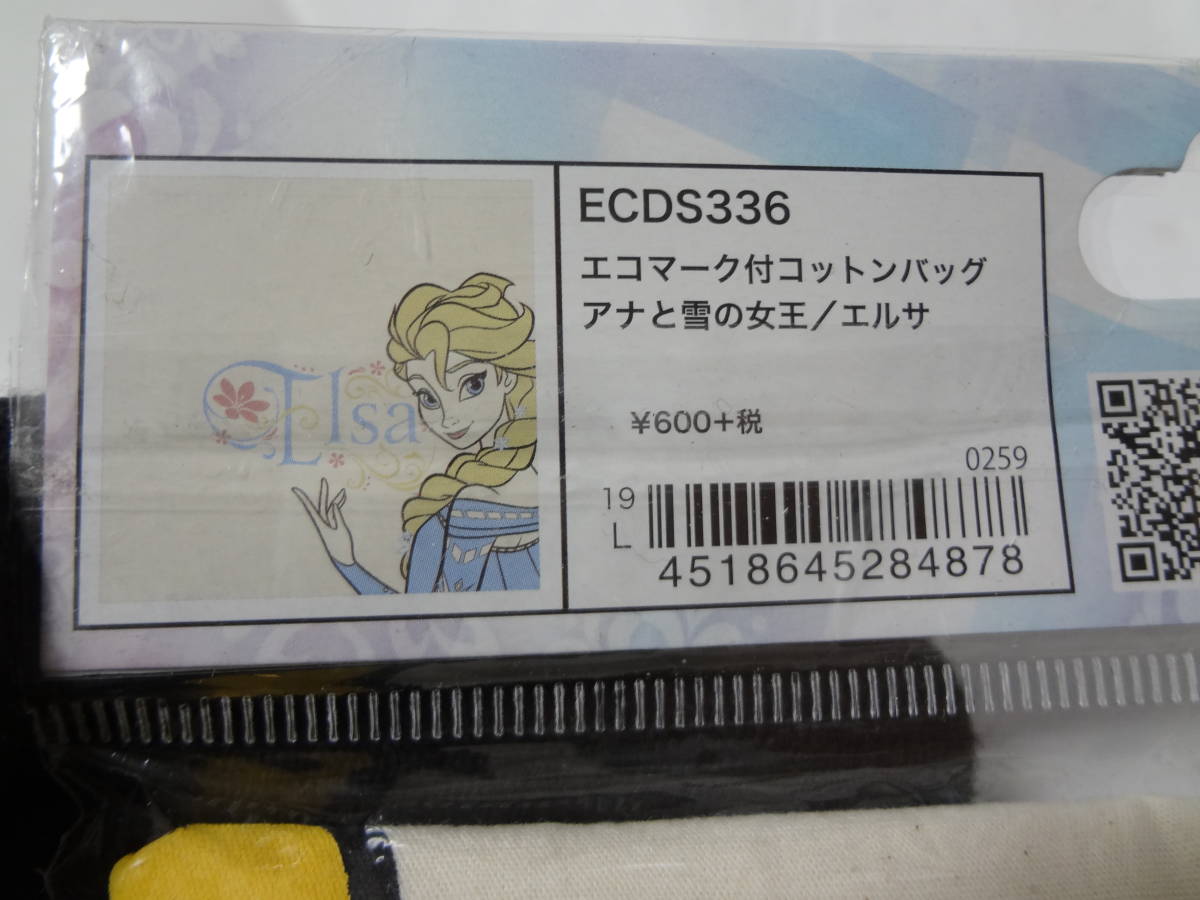 Elsa
ECDS336
エコマーク付コットンバッグ
アナと雪の女王／エルサ
¥600+税
0259
19
L
4518645284878